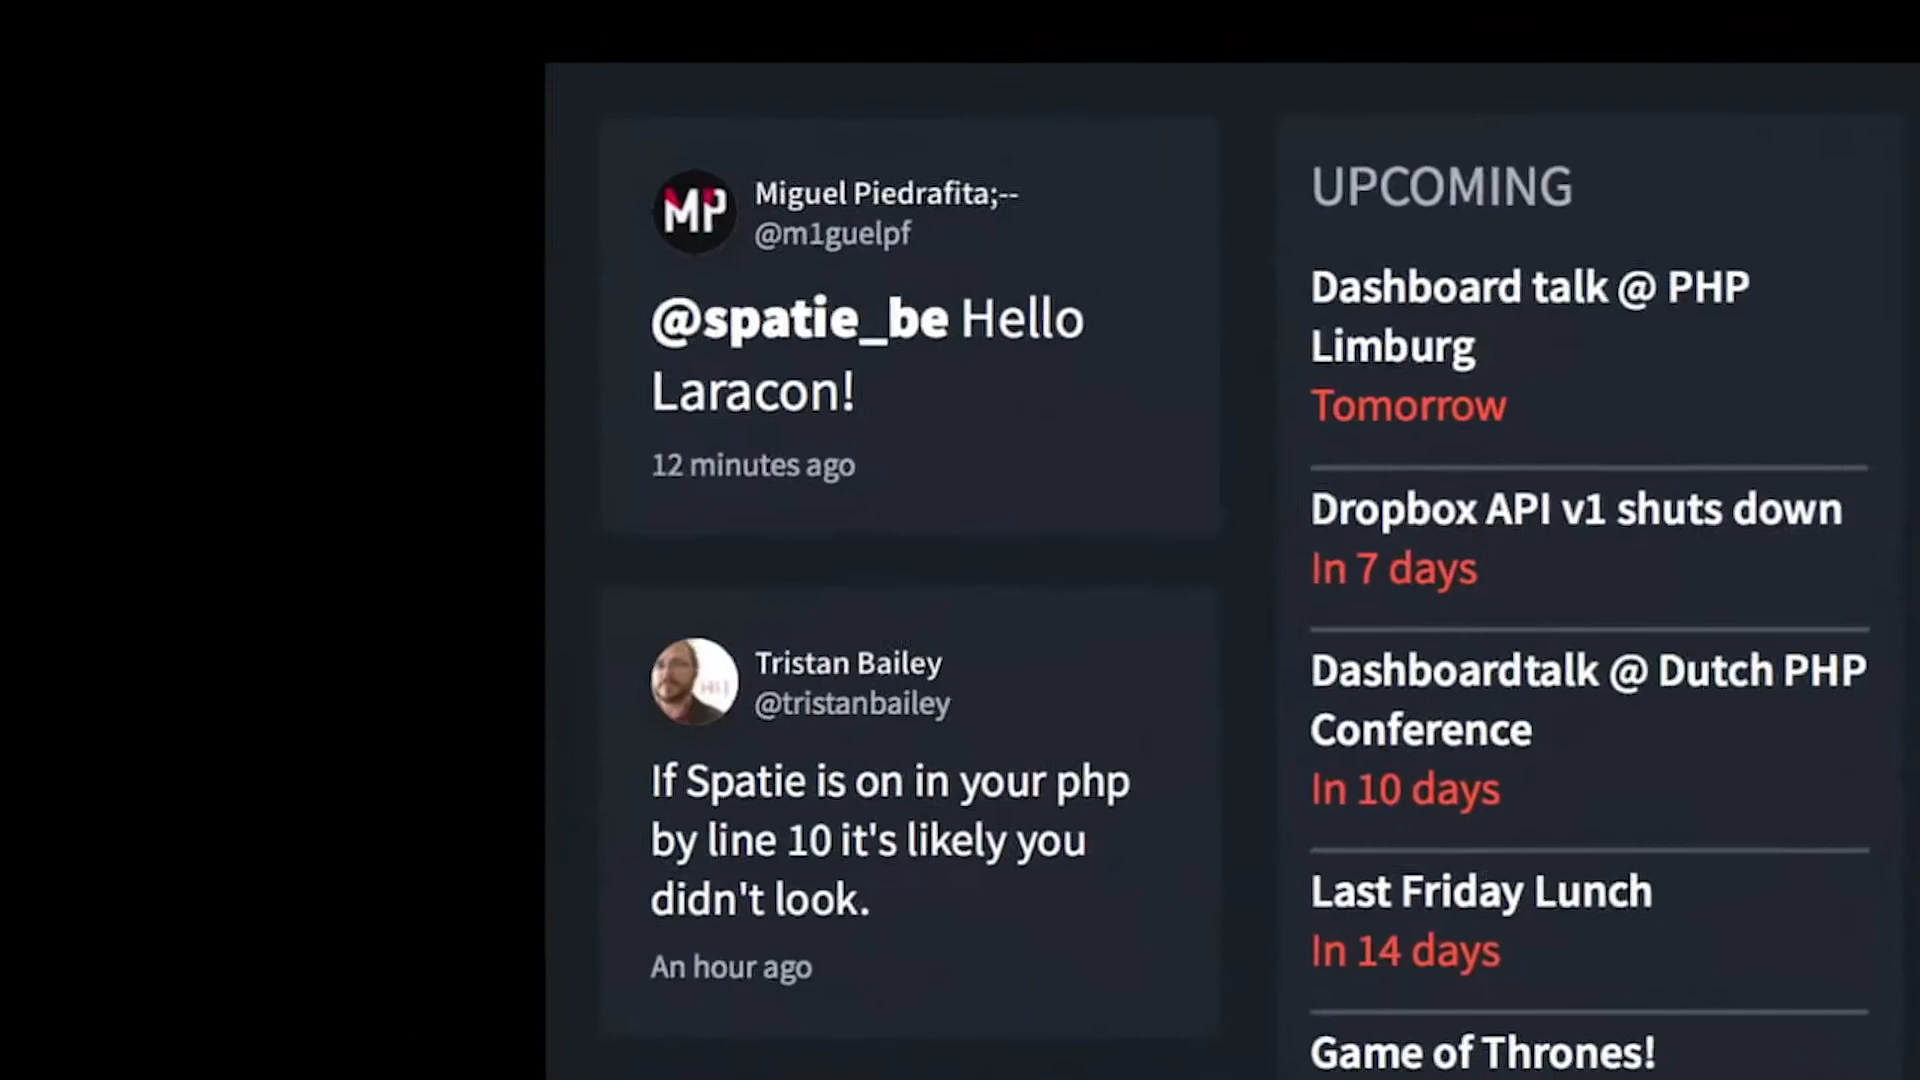 MP
Miguel Piedrafita;--
@m1guelpf
@spatie_be Hello
Laracon!
12 minutes ago
Tristan Bailey
@tristanbailey
If Spatie is on in your php
by line 10 it's likely you
didn't look.
An hour ago
UPCOMING
Dashboard talk @ PHP
Limburg
Tomorrow
Dropbox API v1 shuts down
In 7 days
Dashboardtalk @ Dutch PHP
Conference
In 10 days
Last Friday Lunch
In 14 days
Game of Thrones!